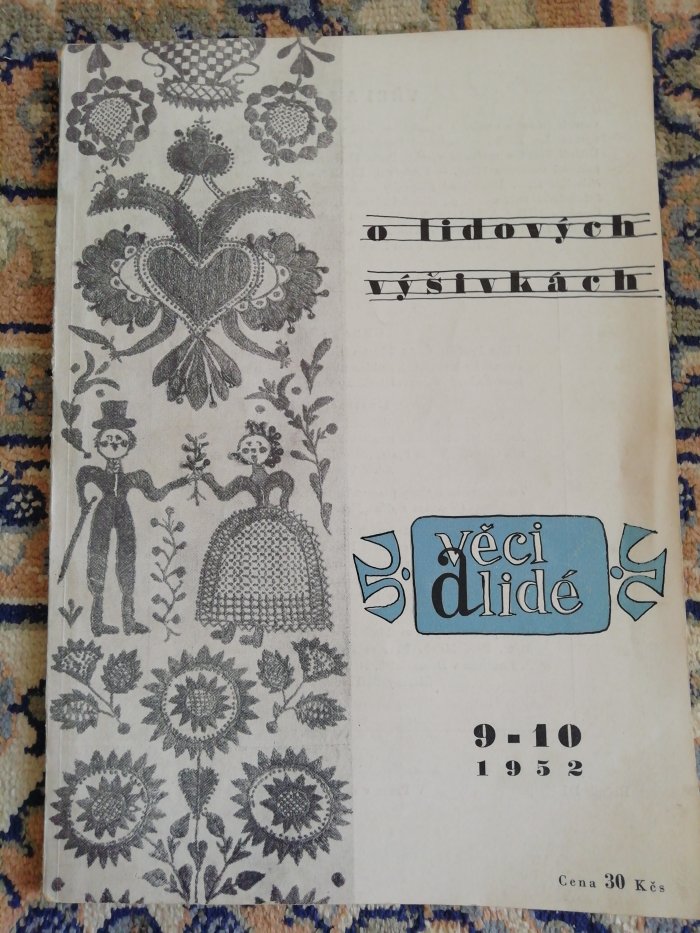 o lidových
výšivkách
věci
a lidé
9-10
1952
Cena 30 Kčs